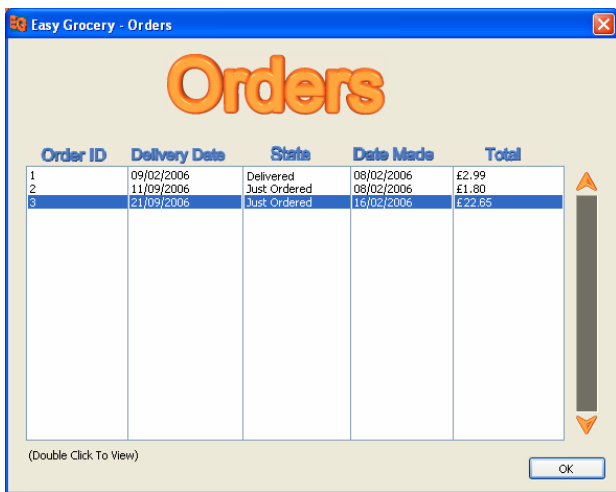 EG Easy Grocery - Orders
Orders
Order ID Delivery Date State Date Made Total
1 09/02/2006 Delivered 08/02/2006 £2.99
2 11/09/2006 Just Ordered 08/02/2006 £1.80
3 21/09/2006 Just Ordered 16/02/2006 £22.65
(Double Click To View)
OK